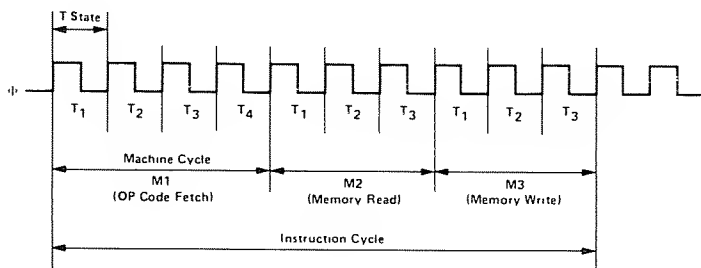 T State
Φ
T1 T2 T3 T4 T1 T2 T3 T1 T2 T3
Machine Cycle
M1 M2 M3
(OP Code Fetch) (Memory Read) (Memory Write)
Instruction Cycle